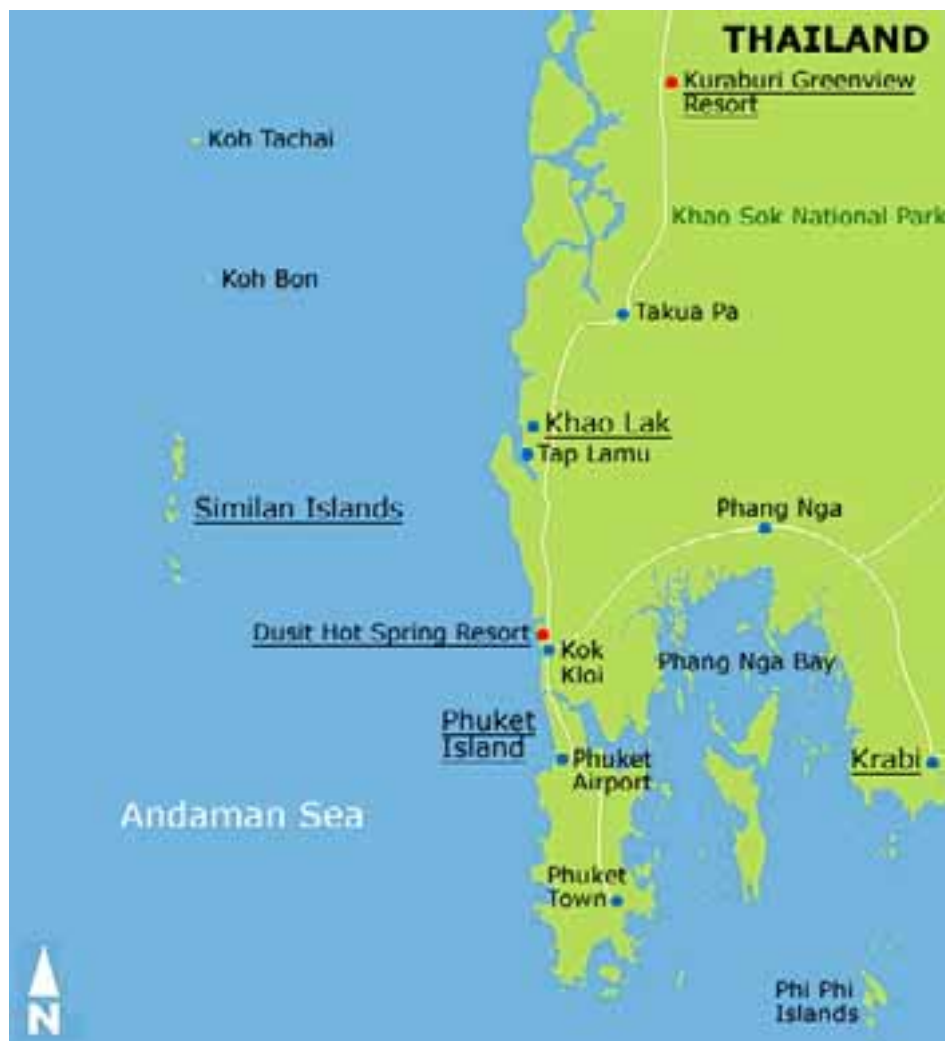 THAILAND
Kuraburi Greenview
Resort
Koh Tachai
Khao Sok National Park
Koh Bon
Takua Pa
Khao Lak
Tap Lamu
Similan Islands
Phang Nga
Dusit Hot Spring Resort
Kok
Kloi
Phang Nga Bay
Phuket
Island
Phuket
Airport
Krabi
Andaman Sea
Phuket
Town
Phi Phi
Islands
N